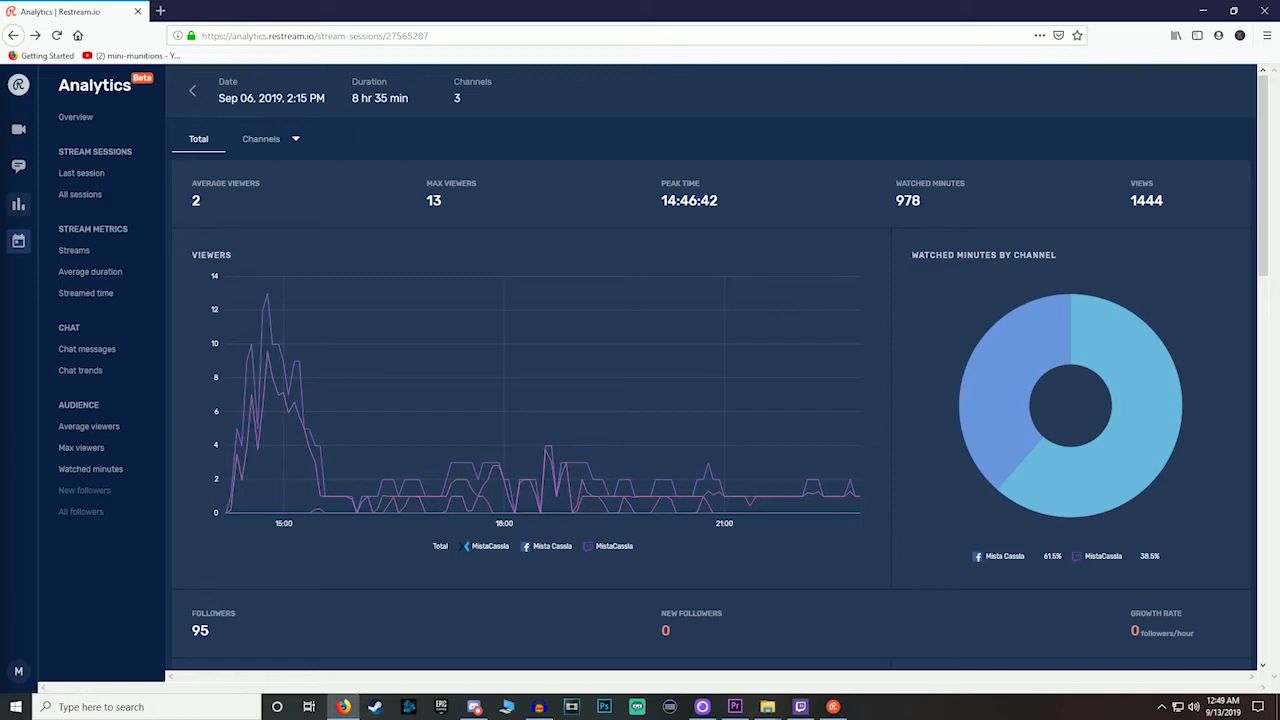 Analytics | Restream.io
https://analytics.restream.io/stream-sessions/27565287
Getting Started
(2) mini-munitions - Y...
Analytics
Beta
Overview
STREAM SESSIONS
Last session
All sessions
STREAM METRICS
Streams
Average duration
Streamed time
CHAT
Chat messages
Chat trends
AUDIENCE
Average viewers
Max viewers
Watched minutes
New followers
All followers
M
Date
Sep 06, 2019, 2:15 PM
Duration
8 hr 35 min
Channels
3
Total
Channels
AVERAGE VIEWERS
2
MAX VIEWERS
13
PEAK TIME
14:46:42
WATCHED MINUTES
978
VIEWS
1444
VIEWERS
14
12
10
8
6
4
2
0
15:00
18:00
21:00
Total
MistaCassla
Mista Cassla
MistaCassla
WATCHED MINUTES BY CHANNEL
Mista Cassla 61.5%
MistaCassla 38.5%
FOLLOWERS
95
NEW FOLLOWERS
0
GROWTH RATE
0 followers/hour
Type here to search
12:49 AM
9/13/2019